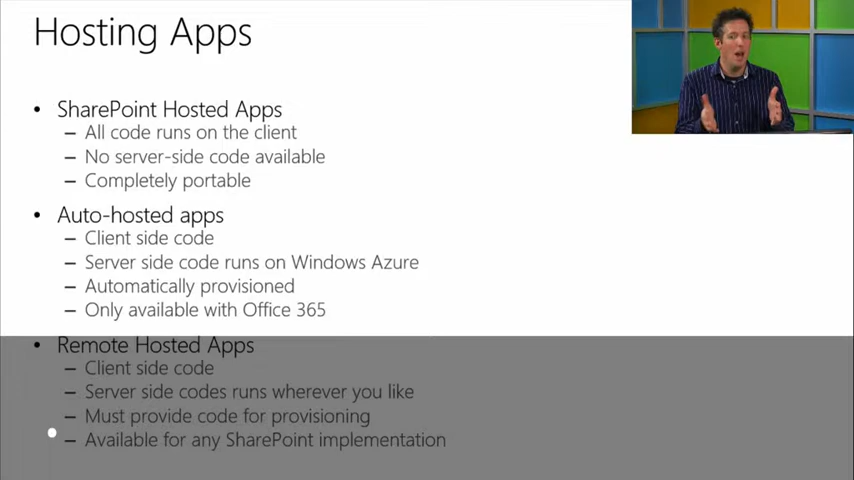 Hosting Apps
• SharePoint Hosted Apps
– All code runs on the client
– No server-side code available
– Completely portable
• Auto-hosted apps
– Client side code
– Server side code runs on Windows Azure
– Automatically provisioned
– Only available with Office 365
• Remote Hosted Apps
– Client side code
– Server side codes runs wherever you like
– Must provide code for provisioning
– Available for any SharePoint implementation